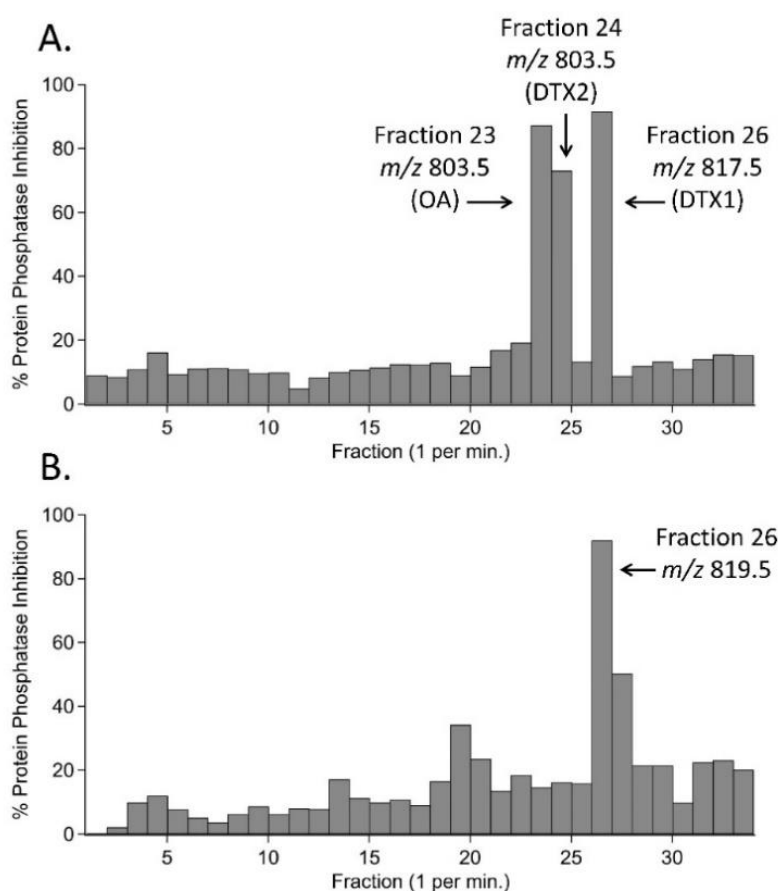 A.
Fraction 24
m/z 803.5
(DTX2)
Fraction 23
m/z 803.5
(OA)
Fraction 26
m/z 817.5
(DTX1)
% Protein Phosphatase Inhibition
100
80
60
40
20
0
5 10 15 20 25 30
Fraction (1 per min.)
B.
Fraction 26
m/z 819.5
% Protein Phosphatase Inhibition
100
80
60
40
20
0
5 10 15 20 25 30
Fraction (1 per min.)